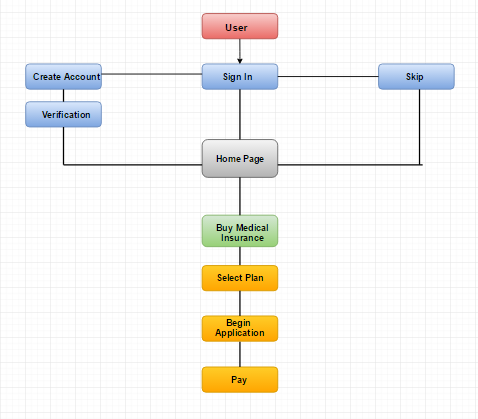 User
Create Account
Sign In
Skip
Verification
Home Page
Buy Medical
Insurance
Select Plan
Begin
Application
Pay